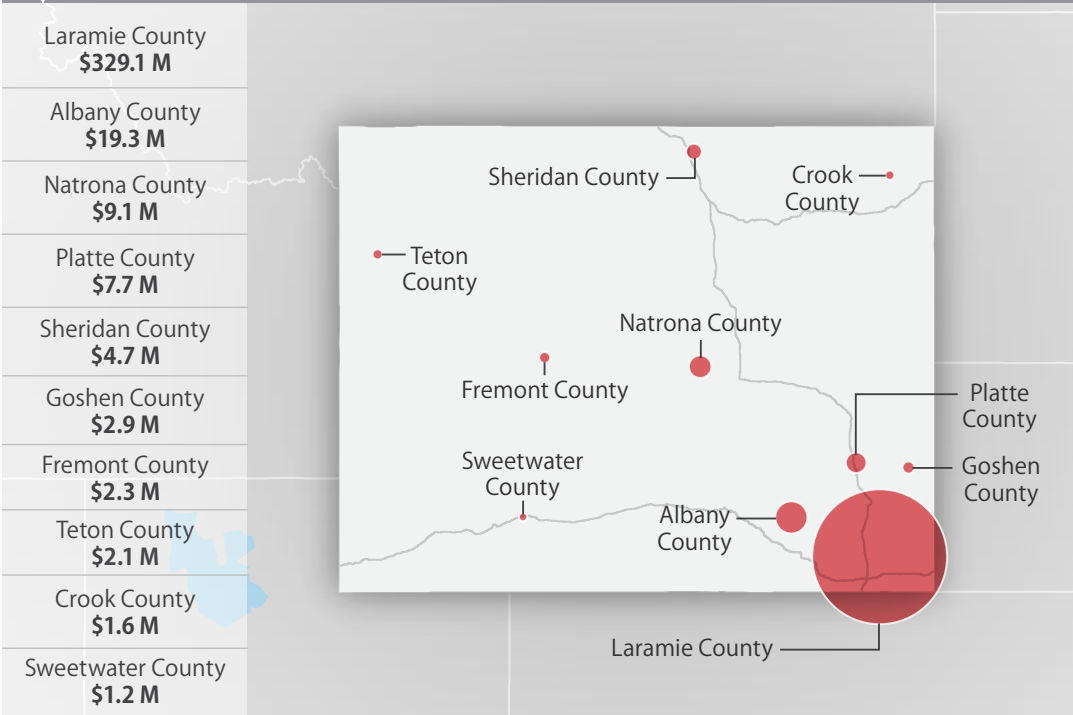 Laramie County
$329.1 M
Albany County
$19.3 M
Natrona County
$9.1 M
Platte County
$7.7 M
Sheridan County
$4.7 M
Goshen County
$2.9 M
Fremont County
$2.3 M
Teton County
$2.1 M
Crook County
$1.6 M
Sweetwater County
$1.2 M
Sheridan County
Crook
County
Teton
County
Natrona County
Fremont County
Platte
County
Sweetwater
County
Goshen
County
Albany
County
Laramie County